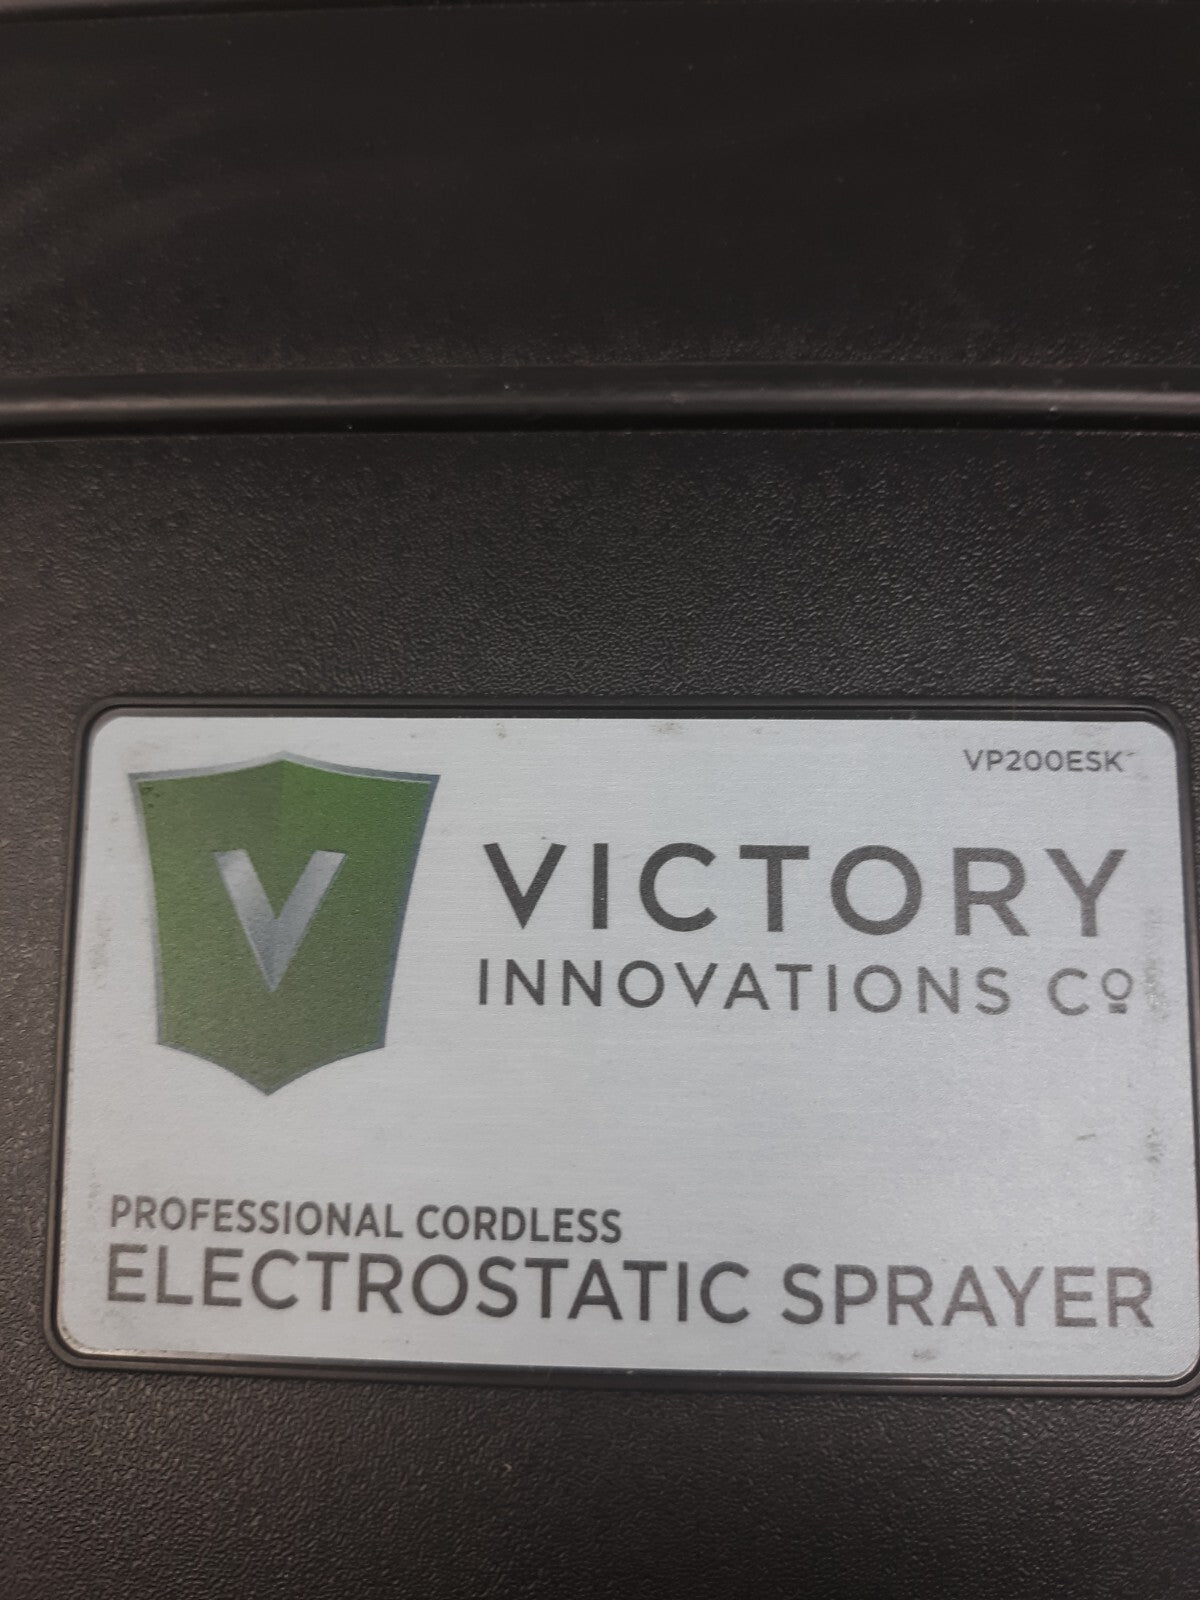 VP200ESK
V
VICTORY
INNOVATIONS Cº
PROFESSIONAL CORDLESS
ELECTROSTATIC SPRAYER